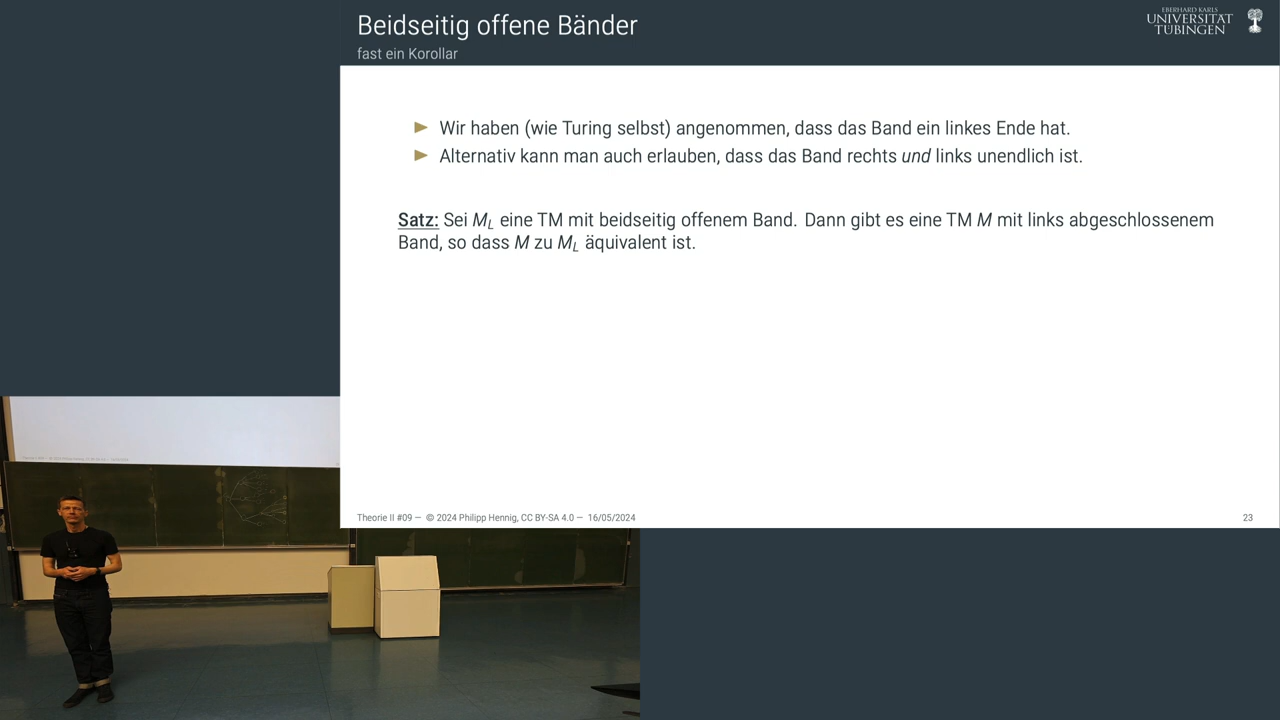 Beidseitig offene Bänder
fast ein Korollar
EBERHARD KARLS
UNIVERSITÄT
TÜBINGEN
Wir haben (wie Turing selbst) angenommen, dass das Band ein linkes Ende hat.
Alternativ kann man auch erlauben, dass das Band rechts und links unendlich ist.
Satz: Sei M_L eine TM mit beidseitig offenem Band. Dann gibt es eine TM M mit links abgeschlossenem
Band, so dass M zu M_L äquivalent ist.
Theorie II #09 — © 2024 Philipp Hennig, CC BY-SA 4.0 — 16/05/2024
23